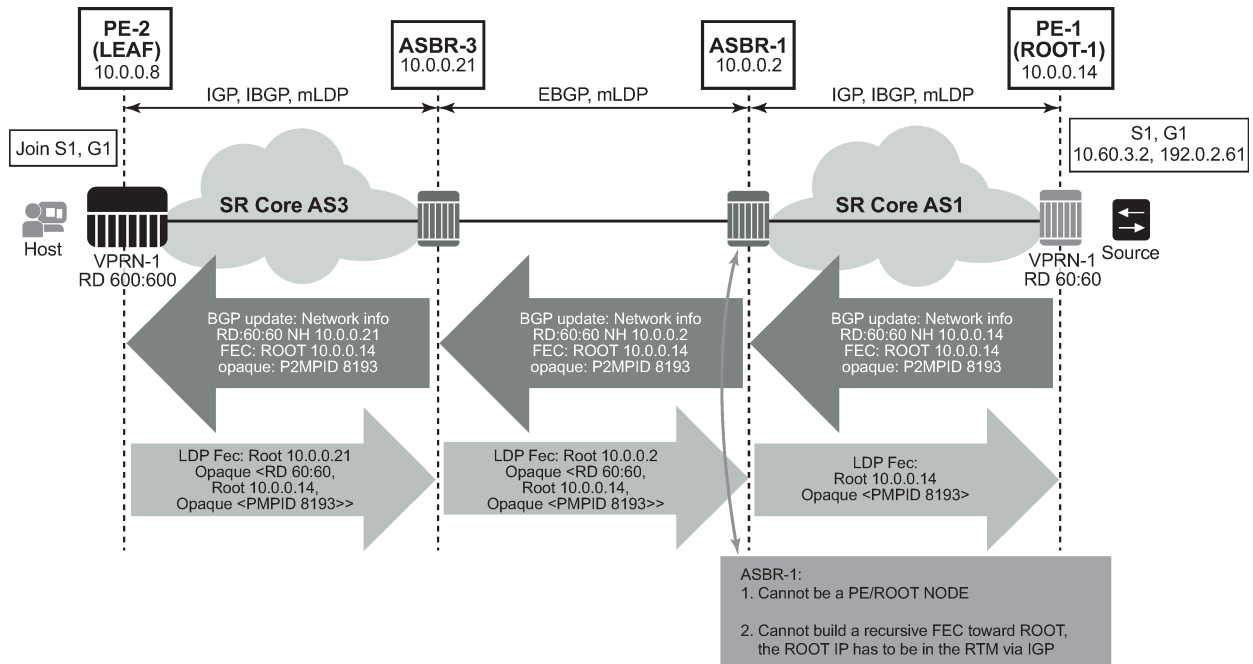 PE-2
(LEAF)
10.0.0.8
ASBR-3
10.0.0.21
ASBR-1
10.0.0.2
PE-1
(ROOT-1)
10.0.0.14
IGP, IBGP, mLDP
EBGP, mLDP
IGP, IBGP, mLDP
Join S1, G1
S1, G1
10.60.3.2, 192.0.2.61
SR Core AS3
SR Core AS1
Host
VPRN-1
RD 600:600
VPRN-1
RD 60:60
Source
BGP update: Network info
RD:60:60 NH 10.0.0.21
FEC: ROOT 10.0.0.14
opaque: P2MPID 8193
BGP update: Network info
RD:60:60 NH 10.0.0.2
FEC: ROOT 10.0.0.14
opaque: P2MPID 8193
BGP update: Network info
RD:60:60 NH 10.0.0.14
FEC: ROOT 10.0.0.14
opaque: P2MPID 8193
LDP Fec: Root 10.0.0.21
Opaque <RD 60:60,
Root 10.0.0.14,
Opaque <PMPID 8193>>
LDP Fec: Root 10.0.0.2
Opaque <RD 60:60,
Root 10.0.0.14,
Opaque <PMPID 8193>>
LDP Fec:
Root 10.0.0.14
Opaque <PMPID 8193>
ASBR-1:
1. Cannot be a PE/ROOT NODE
2. Cannot build a recursive FEC toward ROOT,
the ROOT IP has to be in the RTM via IGP